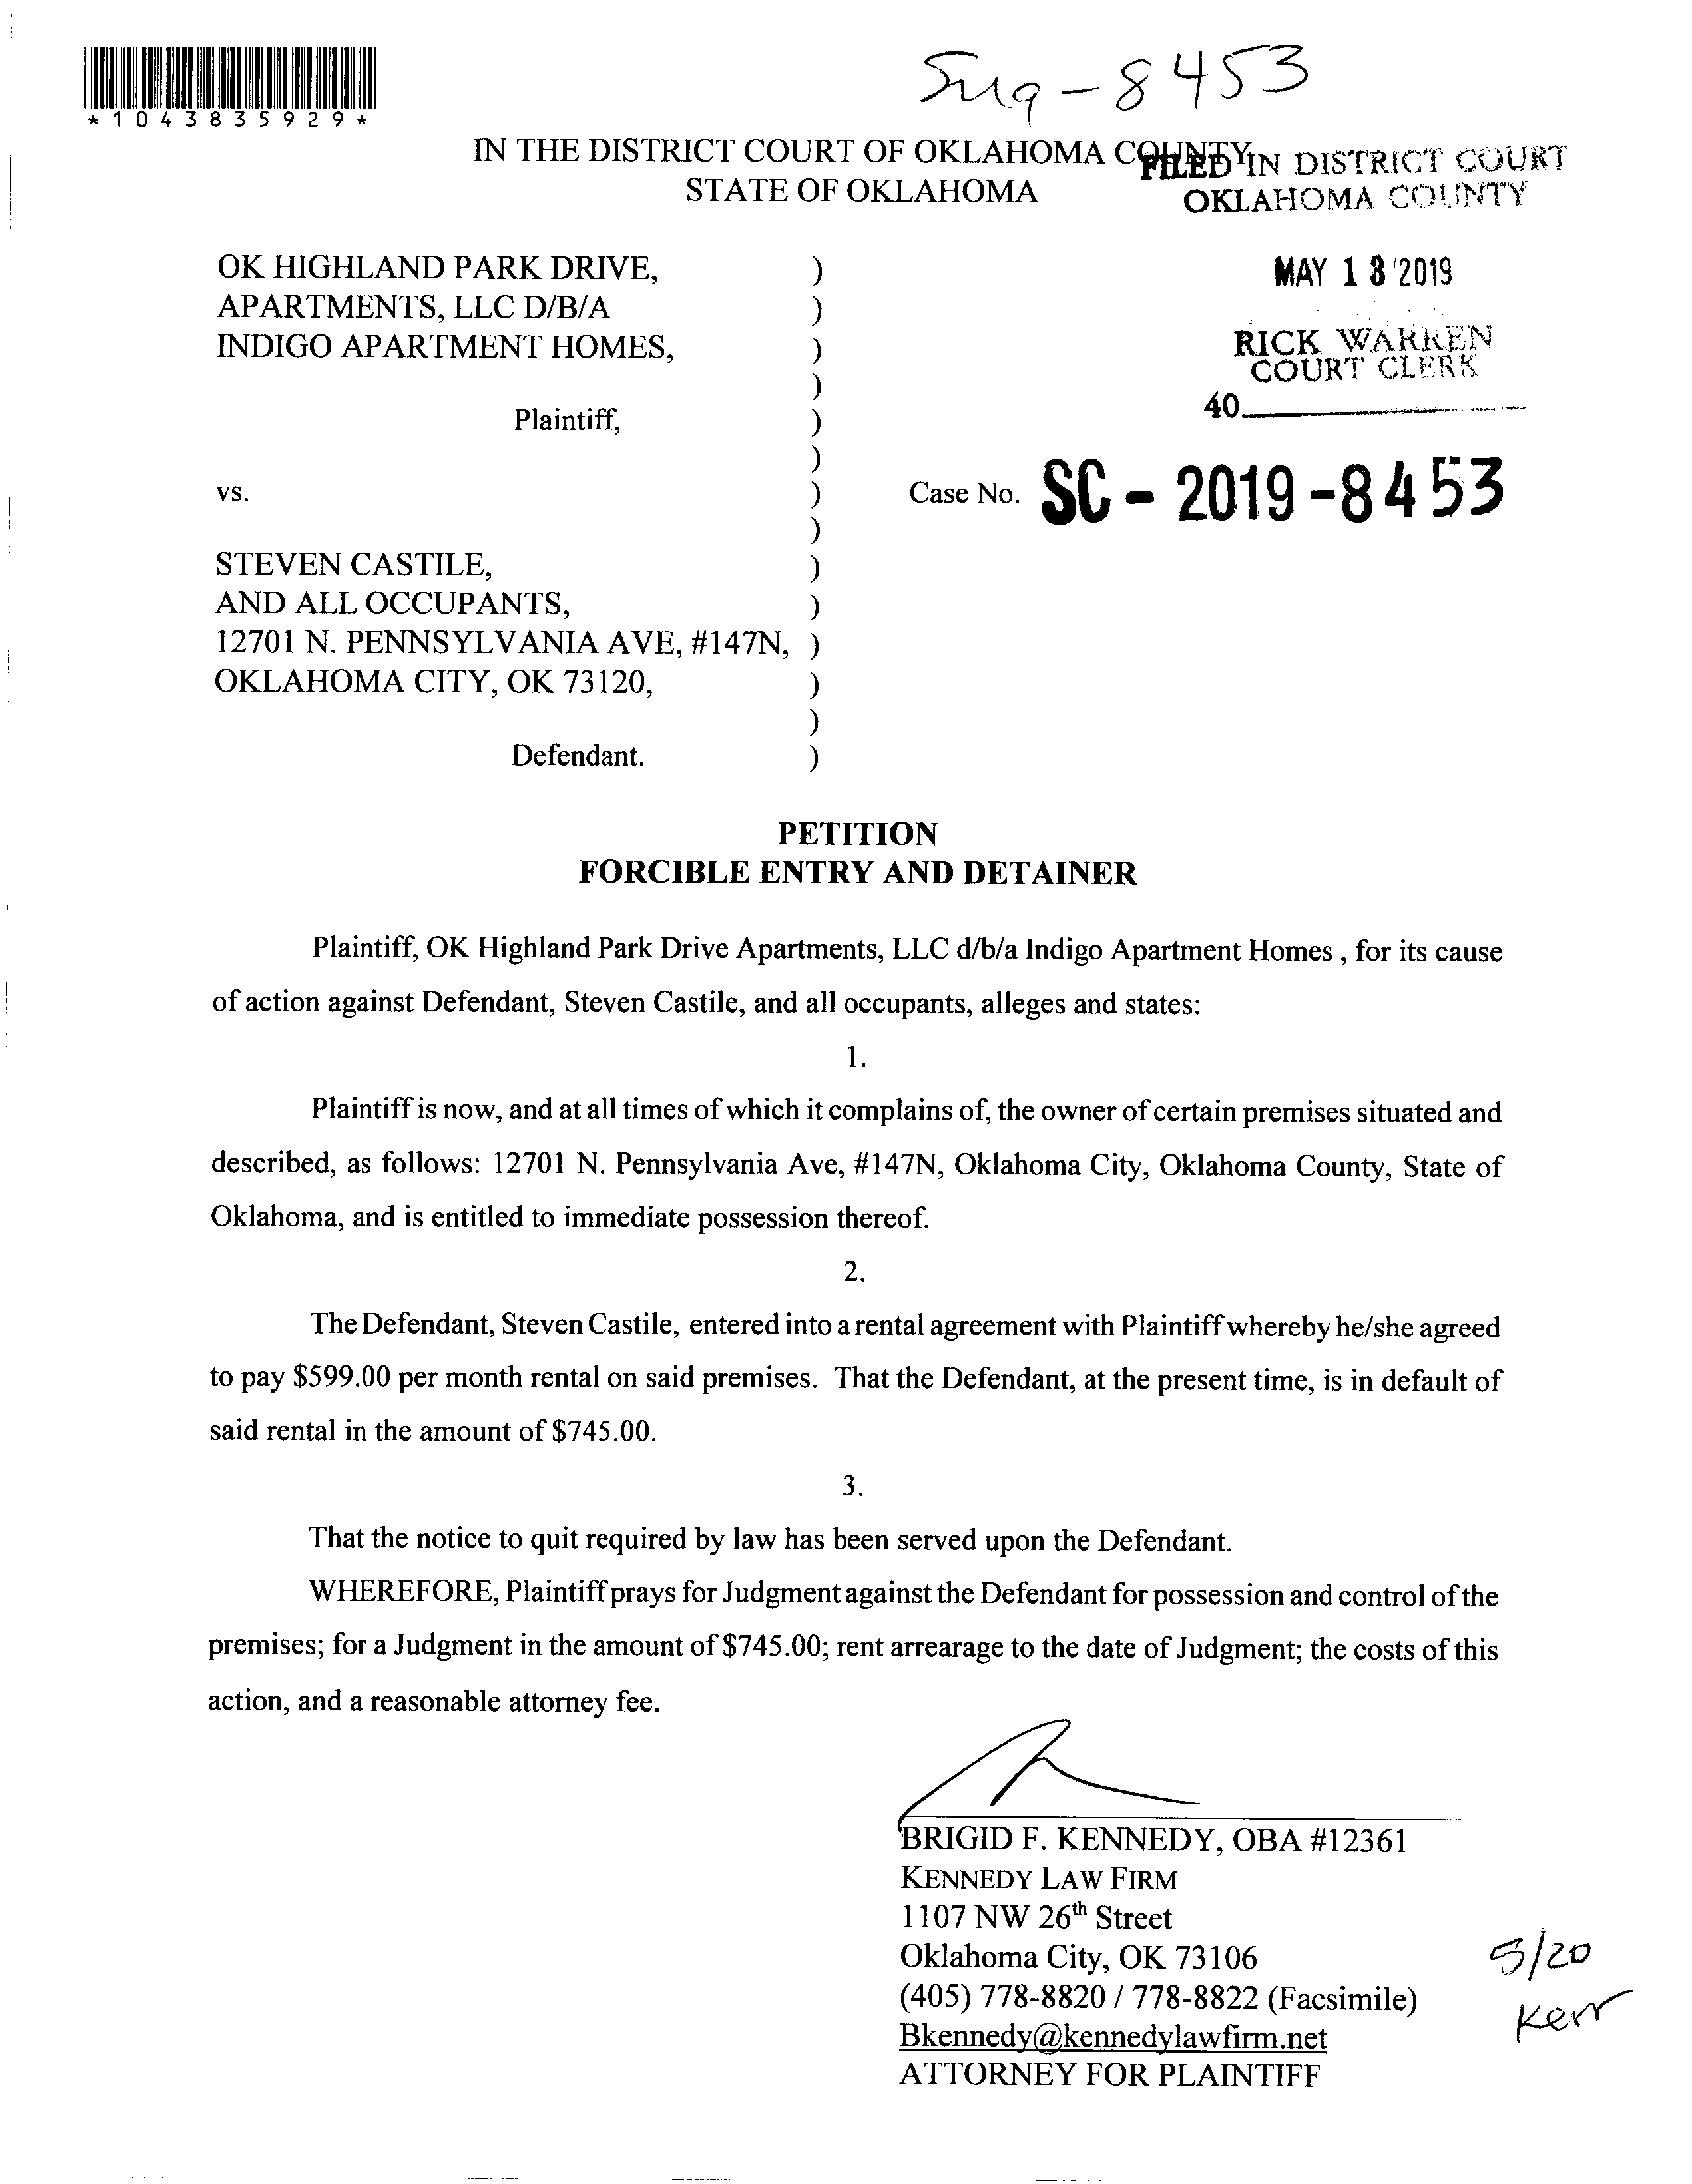 *1043835929*
-8453
IN THE DISTRICT COURT OF OKLAHOMA COUNTY
STATE OF OKLAHOMA
FILED IN DISTRICT COURT
OKLAHOMA COUNTY
MAY 13 2019
RICK WARREN
COURT CLERK
40
OK HIGHLAND PARK DRIVE, )
APARTMENTS, LLC D/B/A )
INDIGO APARTMENT HOMES, )
)
Plaintiff, )
)
vs. )
)
STEVEN CASTILE, )
AND ALL OCCUPANTS, )
12701 N. PENNSYLVANIA AVE, #147N, )
OKLAHOMA CITY, OK 73120, )
)
Defendant. )
Case No. SC-2019-8453
PETITION
FORCIBLE ENTRY AND DETAINER
Plaintiff, OK Highland Park Drive Apartments, LLC d/b/a Indigo Apartment Homes , for its cause
of action against Defendant, Steven Castile, and all occupants, alleges and states:
1.
Plaintiff is now, and at all times of which it complains of, the owner of certain premises situated and
described, as follows: 12701 N. Pennsylvania Ave, #147N, Oklahoma City, Oklahoma County, State of
Oklahoma, and is entitled to immediate possession thereof.
2.
The Defendant, Steven Castile, entered into a rental agreement with Plaintiff whereby he/she agreed
to pay $599.00 per month rental on said premises. That the Defendant, at the present time, is in default of
said rental in the amount of $745.00.
3.
That the notice to quit required by law has been served upon the Defendant.
WHEREFORE, Plaintiff prays for Judgment against the Defendant for possession and control of the
premises; for a Judgment in the amount of $745.00; rent arrearage to the date of Judgment; the costs of this
action, and a reasonable attorney fee.
BRIGID F. KENNEDY, OBA #12361
KENNEDY LAW FIRM
1107 NW 26th Street
Oklahoma City, OK 73106
(405) 778-8820 / 778-8822 (Facsimile)
Bkennedy@kennedylawfirm.net
ATTORNEY FOR PLAINTIFF
5/20
Kerr